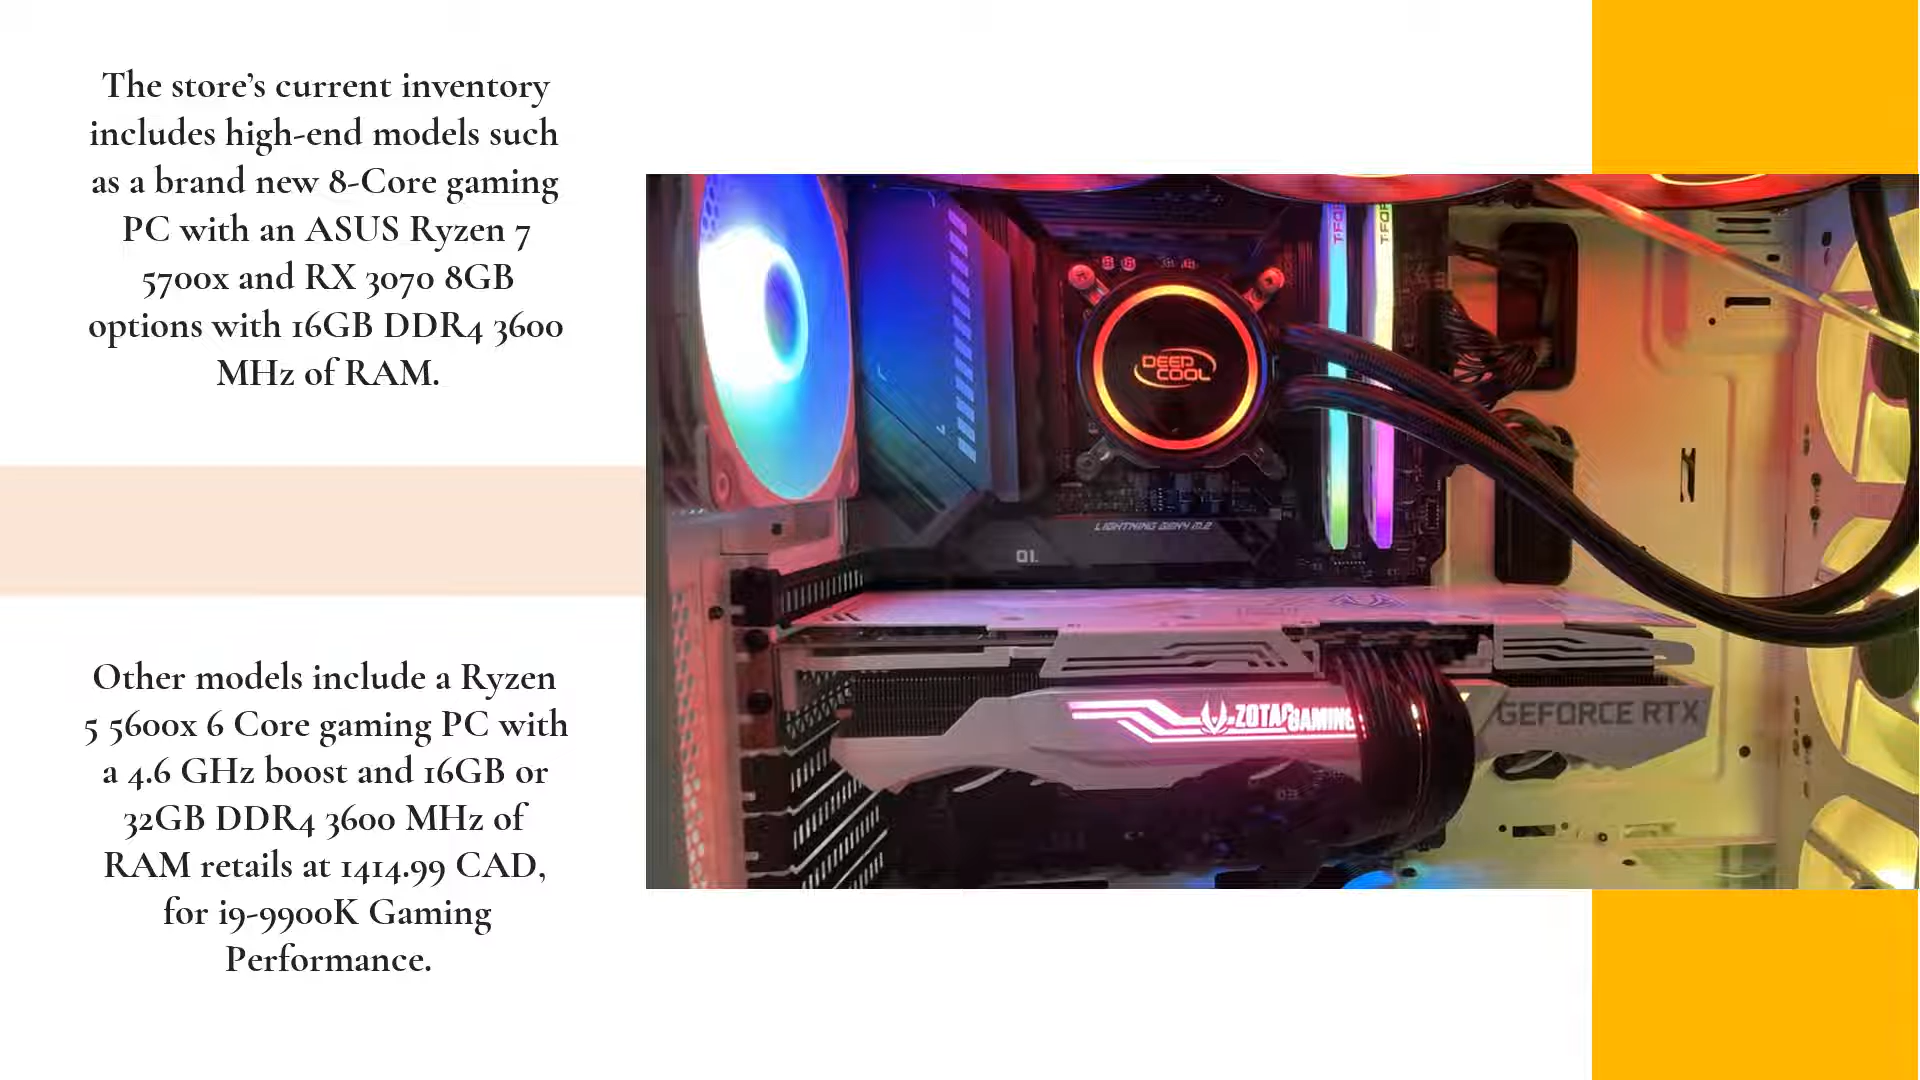 The store’s current inventory
includes high-end models such
as a brand new 8-Core gaming
PC with an ASUS Ryzen 7
5700x and RX 3070 8GB
options with 16GB DDR4 3600
MHz of RAM.
Other models include a Ryzen
5 5600x 6 Core gaming PC with
a 4.6 GHz boost and 16GB or
32GB DDR4 3600 MHz of
RAM retails at 1414.99 CAD,
for i9-9900K Gaming
Performance.
T-FOR
T-FOR
DEEP
COOL
LIGHTNING GEN4 M.2
01.
ZOTAC GAMING
GEFORCE RTX